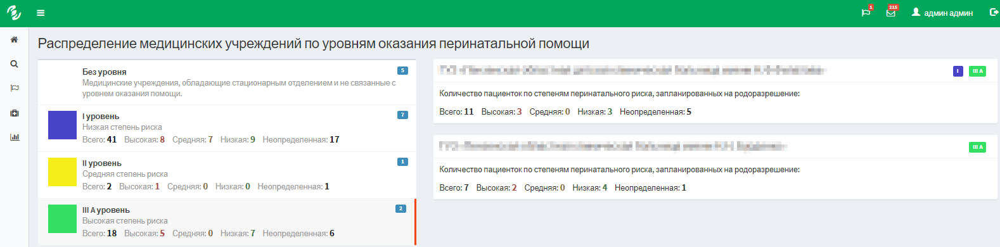 1
215
админ админ
Распределение медицинских учреждений по уровням оказания перинатальной помощи
Без уровня
5
Медицинские учреждения, обладающие стационарным отделением и не связанные с
уровнем оказания помощи.
I уровень
7
Низкая степень риска
Всего: 41 Высокая: 8 Средняя: 7 Низкая: 9 Неопределенная: 17
II уровень
1
Средняя степень риска
Всего: 2 Высокая: 1 Средняя: 0 Низкая: 0 Неопределенная: 1
III А уровень
2
Высокая степень риска
Всего: 18 Высокая: 5 Средняя: 0 Низкая: 7 Неопределенная: 6
I III А
Количество пациенток по степеням перинатального риска, запланированных на родоразрешение:
Всего: 11 Высокая: 3 Средняя: 0 Низкая: 3 Неопределенная: 5
III А
Количество пациенток по степеням перинатального риска, запланированных на родоразрешение:
Всего: 7 Высокая: 2 Средняя: 0 Низкая: 4 Неопределенная: 1